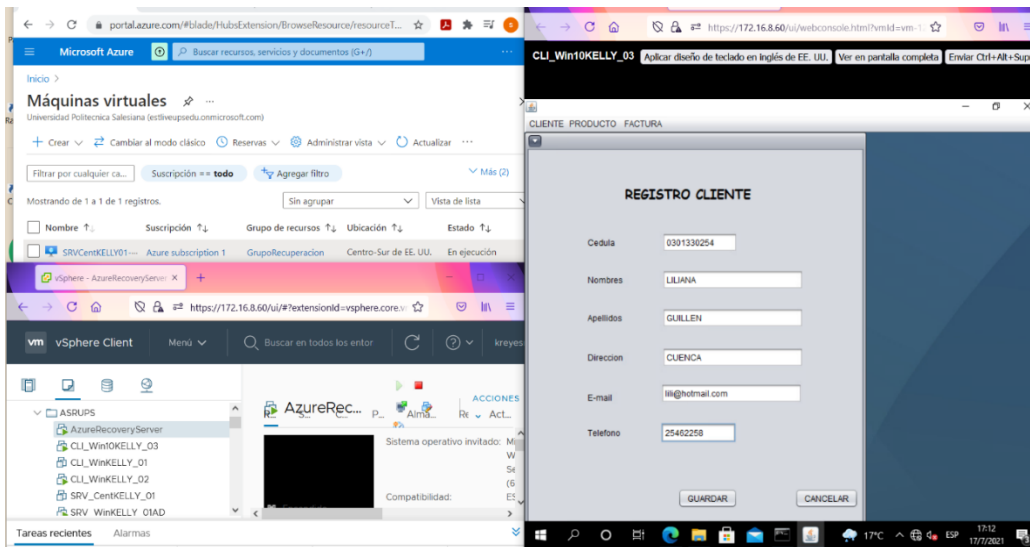 portal.azure.com/#blade/HubsExtension/BrowseResource/resourceT...
Microsoft Azure
Buscar recursos, servicios y documentos (G+/)
Inicio >
Máquinas virtuales
Universidad Politecnica Salesiana (estliveupsedu.onmicrosoft.com)
+ Crear Cambiar al modo clásico Reservas Administrar vista Actualizar ...
Filtrar por cualquier ca... Suscripción == todo Agregar filtro Más (2)
Mostrando de 1 a 1 de 1 registros. Sin agrupar Vista de lista
Nombre ↑ Suscripción ↑↓ Grupo de recursos ↑↓ Ubicación ↑↓ Estado ↑↓
SRVCentKELLY01--- Azure subscription 1 GrupoRecuperacion Centro-Sur de EE. UU. En ejecución
vSphere - AzureRecoveryServer
https://172.16.8.60/ui/#?extensionId=vsphere.core.v
vm vSphere Client Menú Buscar en todos los entor kreyes
ASRUPS
AzureRecoveryServer
CLI_Win10KELLY_03
CLI_WinKELLY_01
CLI_WinKELLY_02
SRV_CentKELLY_01
SRV_WinKELLY_01AD
AzureRec...
ACCIONES
R... S... P... Alma... Re Act...
Sistema operativo invitado: M
W
Se
(6
Compatibilidad: ES
Tareas recientes Alarmas
https://172.16.8.60/ui/webconsole.html?vmId=vm-1
CLI_Win10KELLY_03 Aplicar diseño de teclado en Inglés de EE. UU. Ver en pantalla completa Enviar Ctrl+Alt+Sup
CLIENTE PRODUCTO FACTURA
REGISTRO CLIENTE
Cedula 0301330254
Nombres LILIANA
Apellidos GUILLEN
Direccion CUENCA
E-mail lili@hotmail.com
Telefono 25462258
GUARDAR CANCELAR
17°C ESP 17:12
17/7/2021